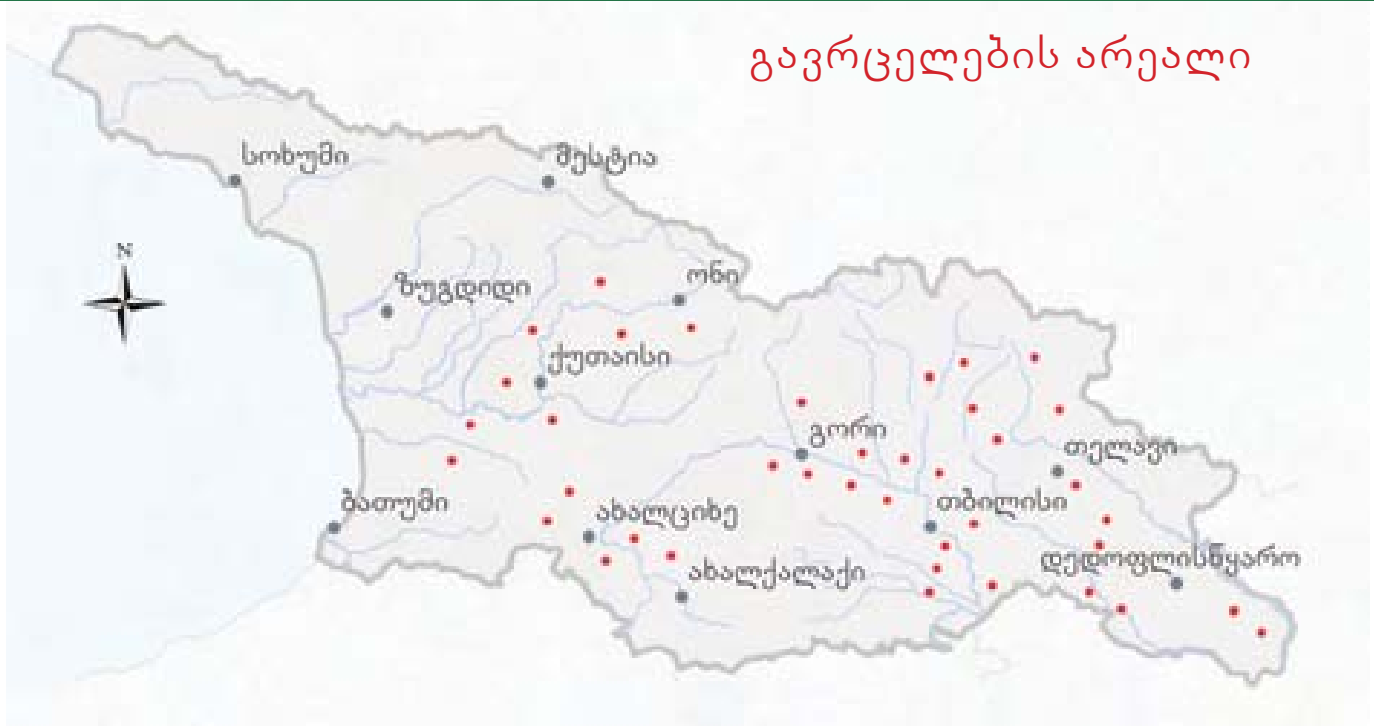 გავრცელების არეალი
სოხუმი
მესტია
N
ზუგდიდი
ონი
ქუთაისი
გორი
თელავი
ბათუმი
ახალციხე
თბილისი
ახალქალაქი
დედოფლისწყარო